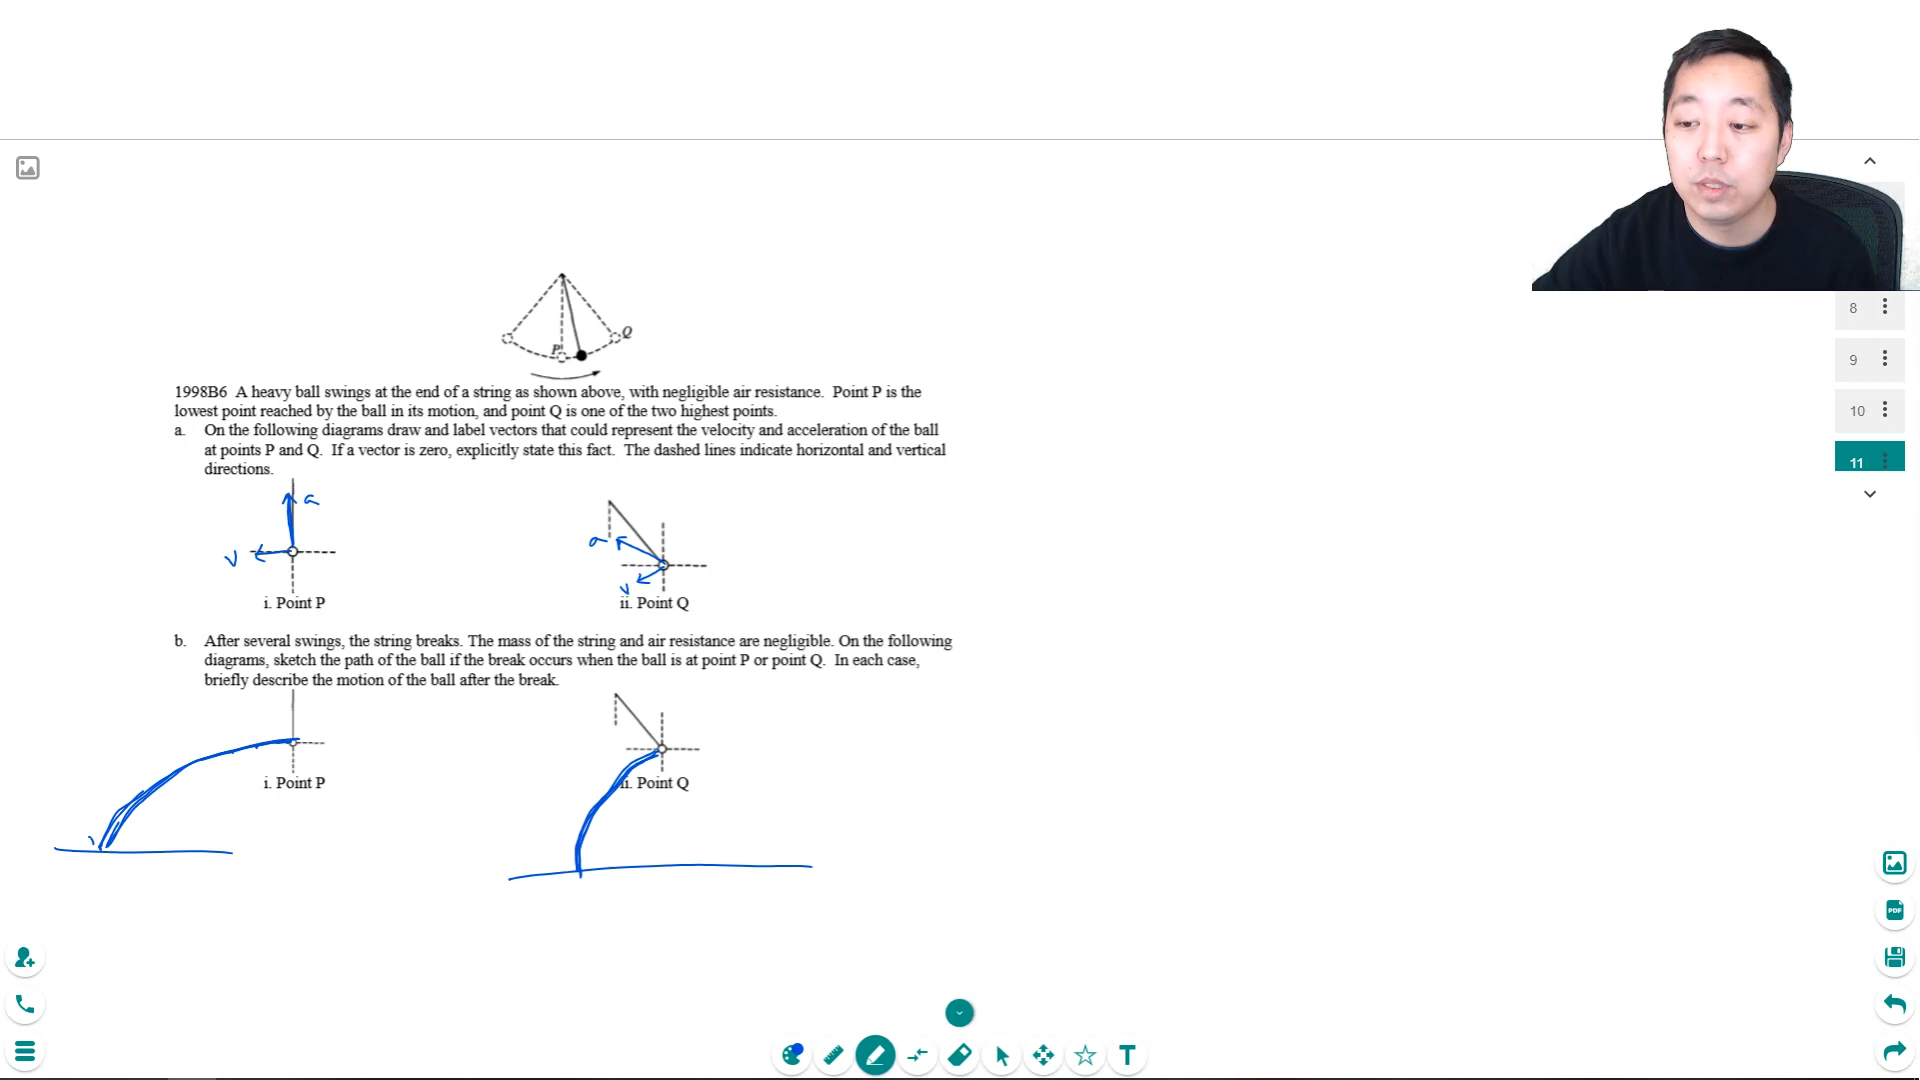 P
Q
1998B6 A heavy ball swings at the end of a string as shown above, with negligible air resistance. Point P is the
lowest point reached by the ball in its motion, and point Q is one of the two highest points.
a. On the following diagrams draw and label vectors that could represent the velocity and acceleration of the ball
at points P and Q. If a vector is zero, explicitly state this fact. The dashed lines indicate horizontal and vertical
directions.
a
v
i. Point P
a
v
ii. Point Q
b. After several swings, the string breaks. The mass of the string and air resistance are negligible. On the following
diagrams, sketch the path of the ball if the break occurs when the ball is at point P or point Q. In each case,
briefly describe the motion of the ball after the break.
i. Point P
ii. Point Q
8
9
10
11
PDF
T